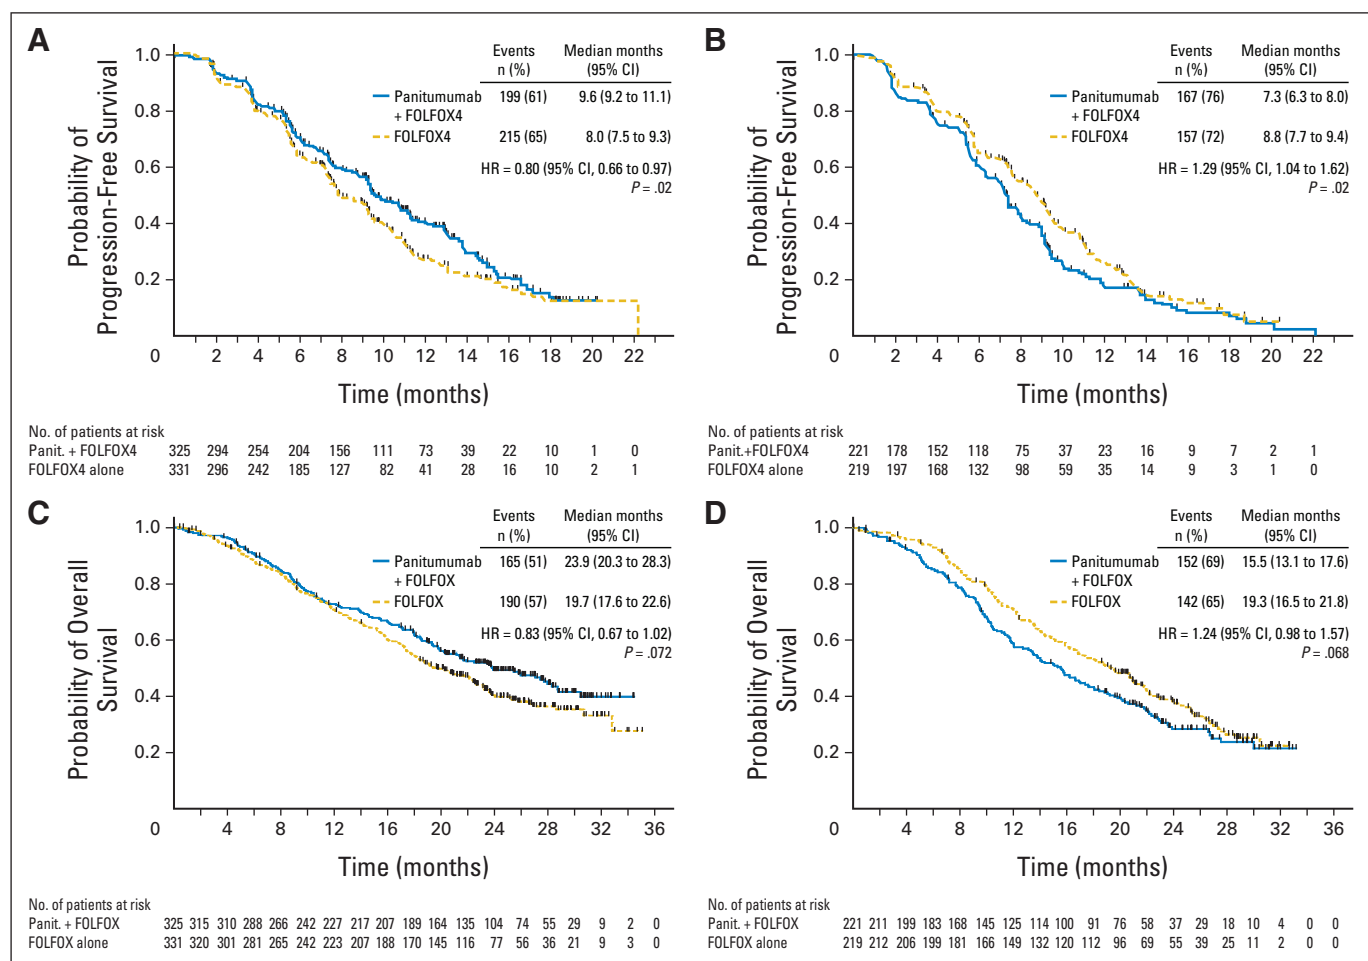 A
Probability of
Progression-Free Survival
1.0
0.8
0.6
0.4
0.2
Events
n (%)
Median months
(95% CI)
Panitumumab
+ FOLFOX4
199 (61)
9.6 (9.2 to 11.1)
FOLFOX4
215 (65)
8.0 (7.5 to 9.3)
HR = 0.80 (95% CI, 0.66 to 0.97)
P = .02
0 2 4 6 8 10 12 14 16 18 20 22
Time (months)
No. of patients at risk
Panit. + FOLFOX4 325 294 254 204 156 111 73 39 22 10 1 0
FOLFOX4 alone 331 296 242 185 127 82 41 28 16 10 2 1
B
Probability of
Progression-Free Survival
1.0
0.8
0.6
0.4
0.2
Events
n (%)
Median months
(95% CI)
Panitumumab
+ FOLFOX4
167 (76)
7.3 (6.3 to 8.0)
FOLFOX4
157 (72)
8.8 (7.7 to 9.4)
HR = 1.29 (95% CI, 1.04 to 1.62)
P = .02
0 2 4 6 8 10 12 14 16 18 20 22
Time (months)
No. of patients at risk
Panit.+FOLFOX4 221 178 152 118 75 37 23 16 9 7 2 1
FOLFOX4 alone 219 197 168 132 98 59 35 14 9 3 1 0
C
Probability of Overall
Survival
1.0
0.8
0.6
0.4
0.2
Events
n (%)
Median months
(95% CI)
Panitumumab
+ FOLFOX
165 (51)
23.9 (20.3 to 28.3)
FOLFOX
190 (57)
19.7 (17.6 to 22.6)
HR = 0.83 (95% CI, 0.67 to 1.02)
P = .072
0 4 8 12 16 20 24 28 32 36
Time (months)
No. of patients at risk
Panit. + FOLFOX 325 315 310 288 266 242 227 217 207 189 164 135 104 74 55 29 9 2 0
FOLFOX alone 331 320 301 281 265 242 223 207 188 170 145 116 77 56 36 21 9 3 0
D
Probability of Overall
Survival
1.0
0.8
0.6
0.4
0.2
Events
n (%)
Median months
(95% CI)
Panitumumab
+ FOLFOX
152 (69)
15.5 (13.1 to 17.6)
FOLFOX
142 (65)
19.3 (16.5 to 21.8)
HR = 1.24 (95% CI, 0.98 to 1.57)
P = .068
0 4 8 12 16 20 24 28 32 36
Time (months)
No. of patients at risk
Panit. + FOLFOX 221 211 199 183 168 145 125 114 100 91 76 58 37 29 18 10 4 0 0
FOLFOX alone 219 212 206 199 181 166 149 132 120 112 96 69 55 39 25 11 2 0 0